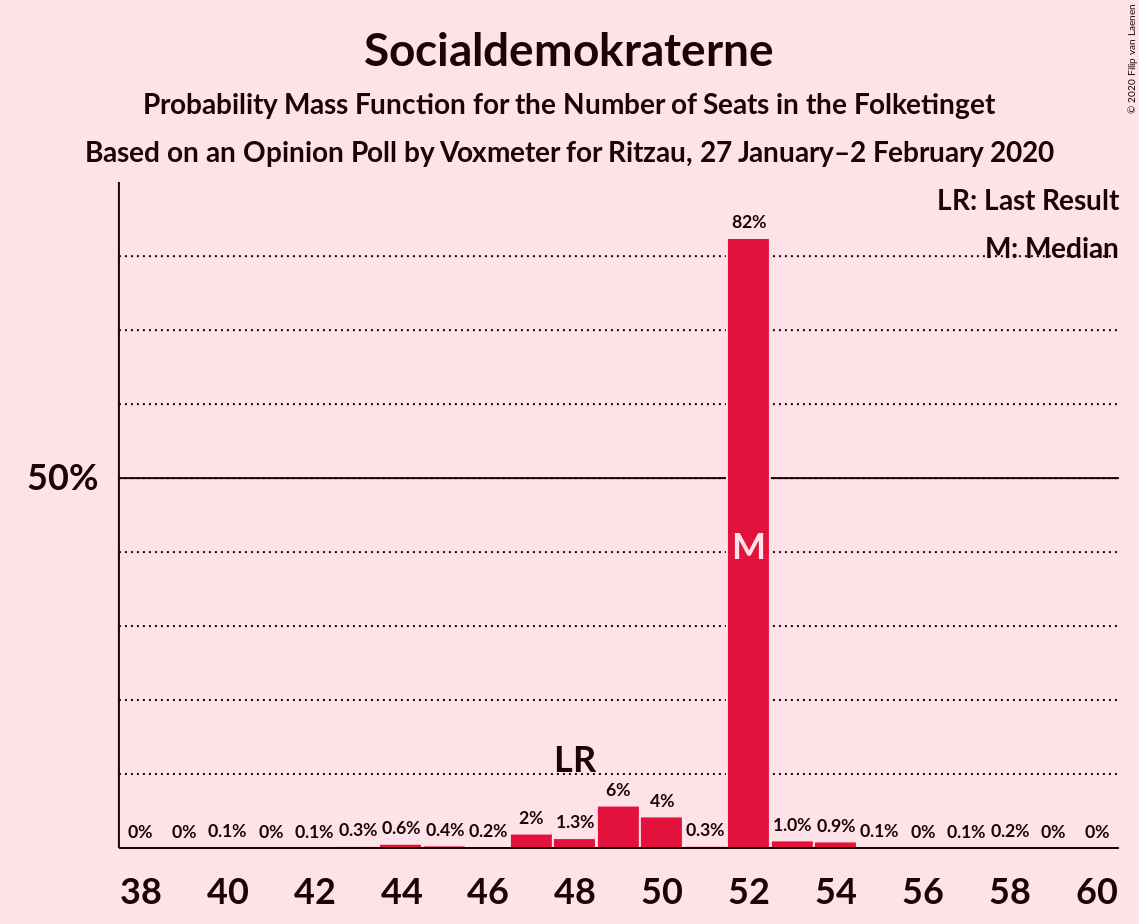 Socialdemokraterne
Probability Mass Function for the Number of Seats in the Folketinget
Based on an Opinion Poll by Voxmeter for Ritzau, 27 January–2 February 2020
© 2020 Filip van Laenen
LR: Last Result
M: Median
50%
82%
M
LR
0% 0% 0.1% 0% 0.1% 0.3% 0.6% 0.4% 0.2% 2% 1.3% 6% 4% 0.3% 1.0% 0.9% 0.1% 0% 0.1% 0.2% 0% 0%
38 40 42 44 46 48 50 52 54 56 58 60